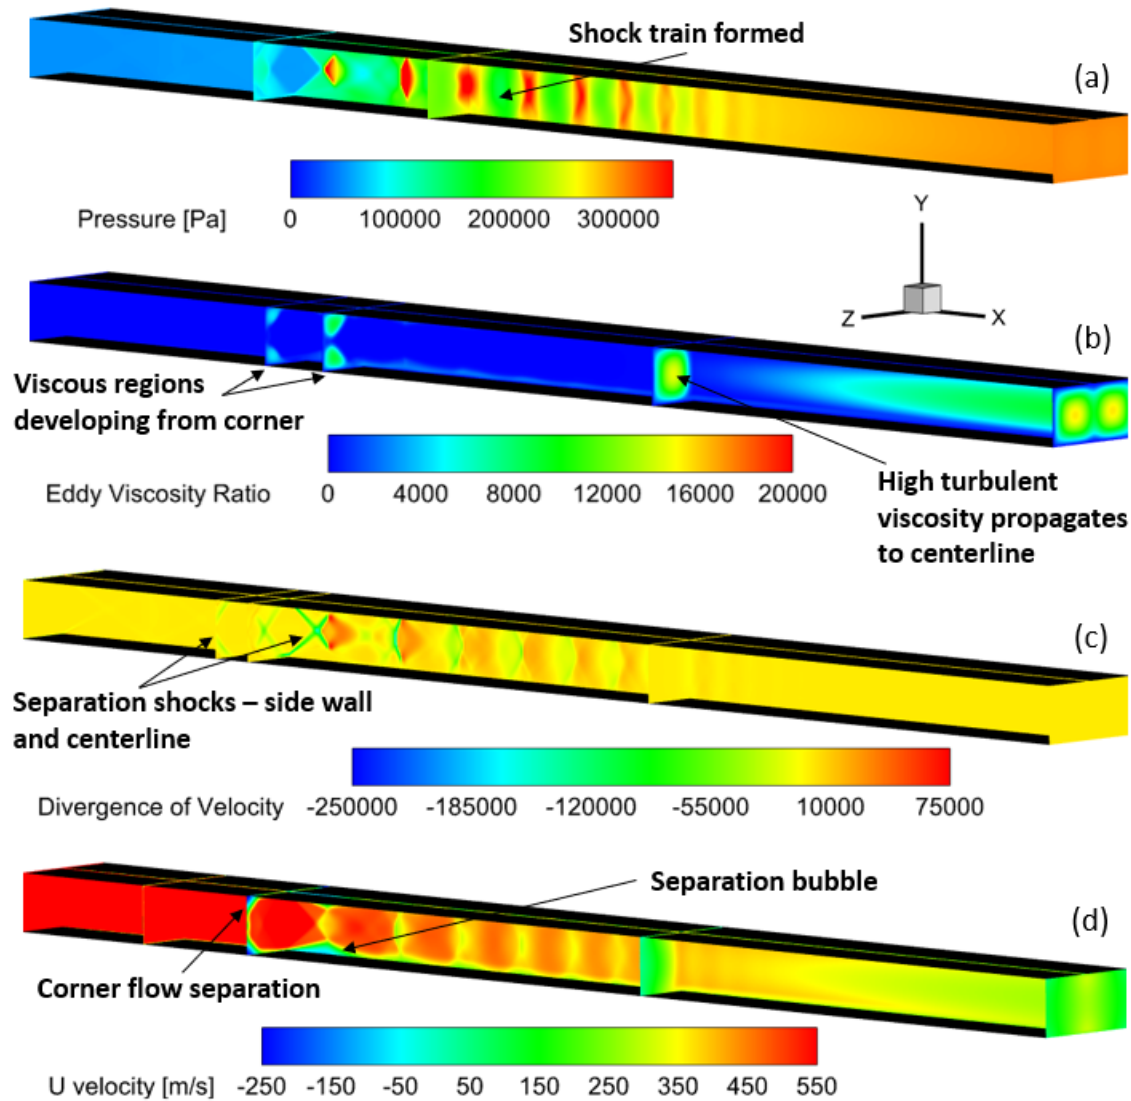 Shock train formed
(a)
Pressure [Pa]
0 100000 200000 300000
Y
Z
X
(b)
Viscous regions
developing from corner
Eddy Viscosity Ratio
0 4000 8000 12000 16000 20000
High turbulent
viscosity propagates
to centerline
(c)
Separation shocks – side wall
and centerline
Divergence of Velocity
-250000 -185000 -120000 -55000 10000 75000
Separation bubble
(d)
Corner flow separation
U velocity [m/s]
-250 -150 -50 50 150 250 350 450 550